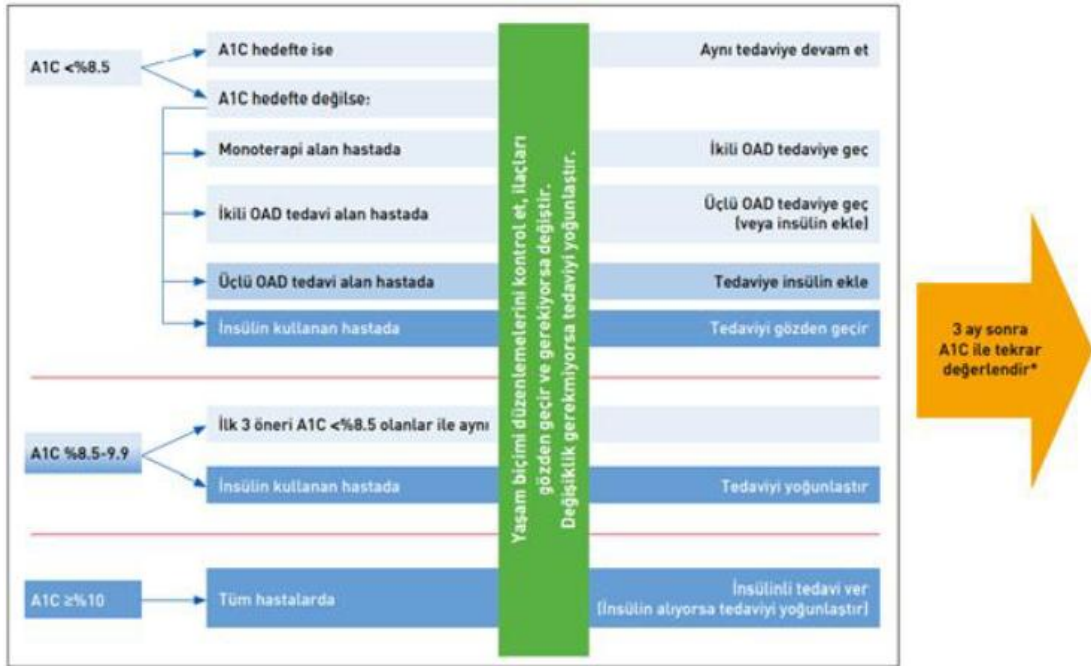 A1C <%8.5
A1C hedefte ise
Aynı tedaviye devam et
A1C hedefte değilse:
Monoterapi alan hastada
İkili OAD tedaviye geç
İkili OAD tedavi alan hastada
Üçlü OAD tedaviye geç
(veya insülin ekle)
Üçlü OAD tedavi alan hastada
Tedaviye insülin ekle
İnsülin kullanan hastada
Tedaviyi gözden geçir
A1C %8.5-9.9
İlk 3 öneri A1C <%8.5 olanlar ile aynı
İnsülin kullanan hastada
Tedaviyi yoğunlaştır
A1C ≥%10
Tüm hastalarda
İnsülinli tedavi ver
(İnsülin alıyorsa tedaviyi yoğunlaştır)
Yaşam biçimi düzenlemelerini kontrol et, ilaçları
gözden geçir ve gerekiyorsa değiştir.
Değişiklik gerekmiyorsa tedaviyi yoğunlaştır.
3 ay sonra
A1C ile tekrar
değerlendir*